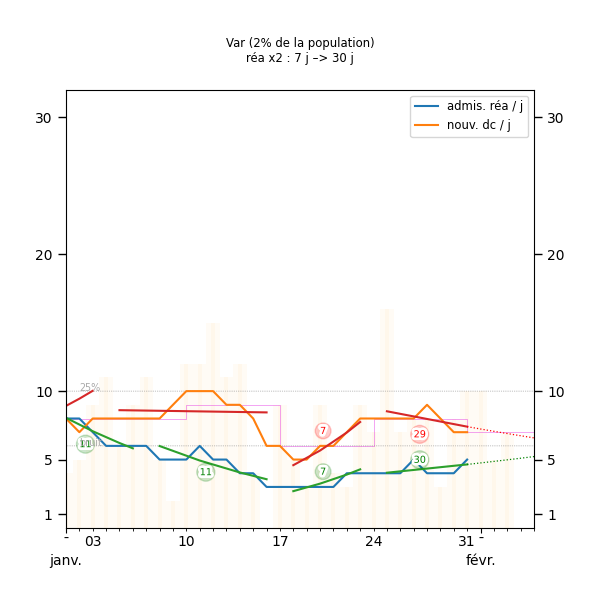 Var (2% de la population)
réa x2 : 7 j –> 30 j
admis. réa / j
nouv. dc / j
30 30
20 20
10 10
5 5
1 1
25%
11
11
7
7
29
30
- 03 10 17 24 31 -
janv. févr.